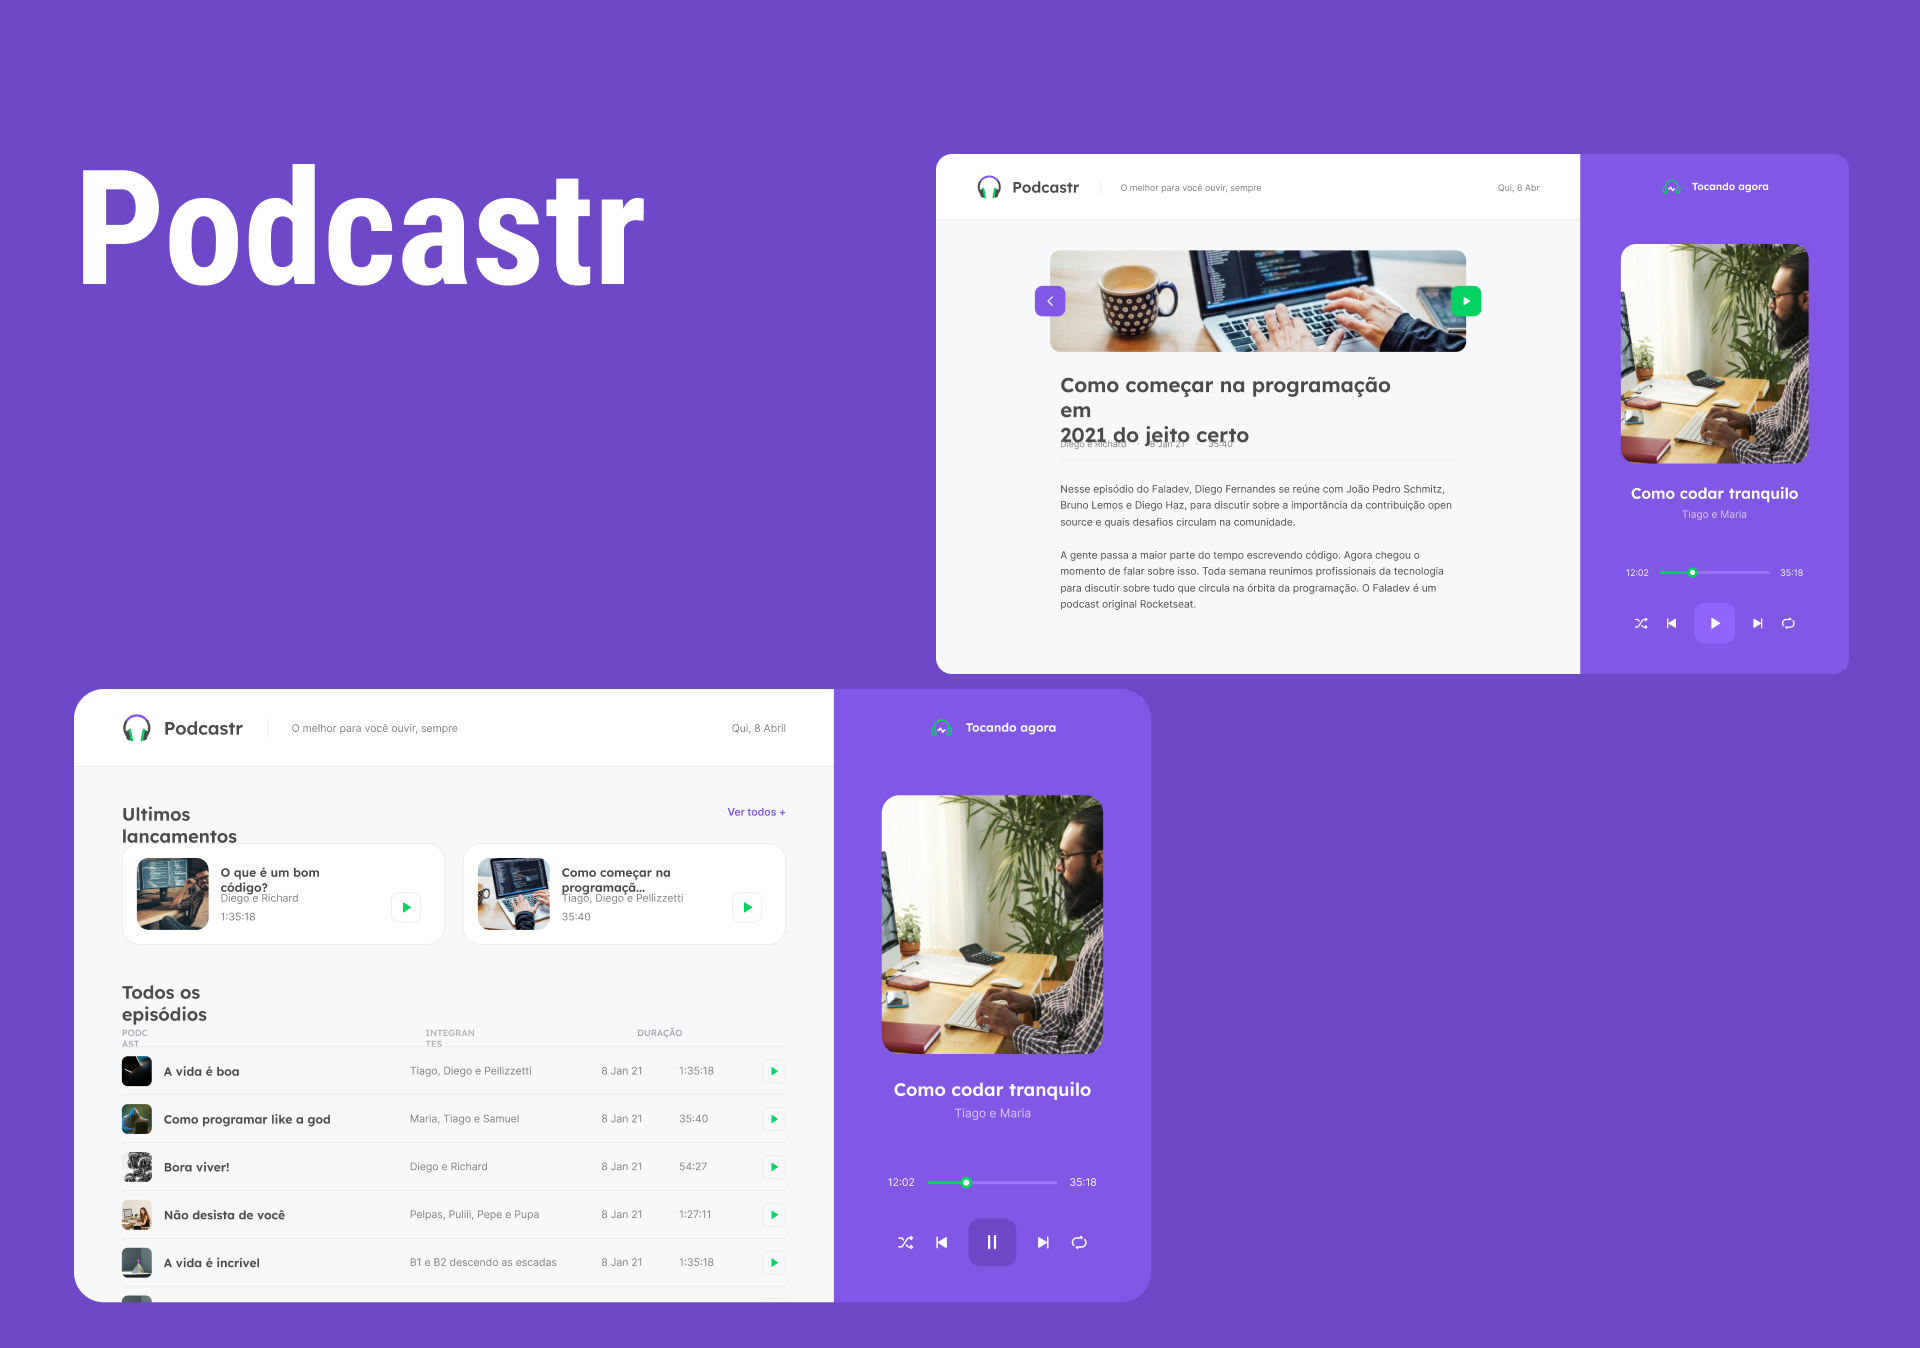 Podcastr
Podcastr
O melhor para você ouvir, sempre
Qui, 8 Abr
Como começar na programação
em
2021 do jeito certo
Diego e Richard
8 Jan 21
35:40
Nesse episódio do Faladev, Diego Fernandes se reúne com João Pedro Schmitz,
Bruno Lemos e Diego Haz, para discutir sobre a importância da contribuição open
source e quais desafios circulam na comunidade.
A gente passa a maior parte do tempo escrevendo código. Agora chegou o
momento de falar sobre isso. Toda semana reunimos profissionais da tecnologia
para discutir sobre tudo que circula na órbita da programação. O Faladev é um
podcast original Rocketseat.
Tocando agora
Como codar tranquilo
Tiago e Maria
12:02
35:18
Podcastr
O melhor para você ouvir, sempre
Qui, 8 Abril
Ultimos
lancamentos
Ver todos +
O que é um bom
código?
Diego e Richard
1:35:18
Como começar na
programaçã...
Tiago, Diego e Pellizzetti
35:40
Todos os
episódios
PODC
AST
INTEGRAN
TES
DURAÇÃO
A vida é boa
Tiago, Diego e Pellizzetti
8 Jan 21
1:35:18
Como programar like a god
Maria, Tiago e Samuel
8 Jan 21
35:40
Bora viver!
Diego e Richard
8 Jan 21
54:27
Não desista de você
Pelpas, Pulili, Pepe e Pupa
8 Jan 21
1:27:11
A vida é incrível
B1 e B2 descendo as escadas
8 Jan 21
1:35:18
Tocando agora
Como codar tranquilo
Tiago e Maria
12:02
35:18